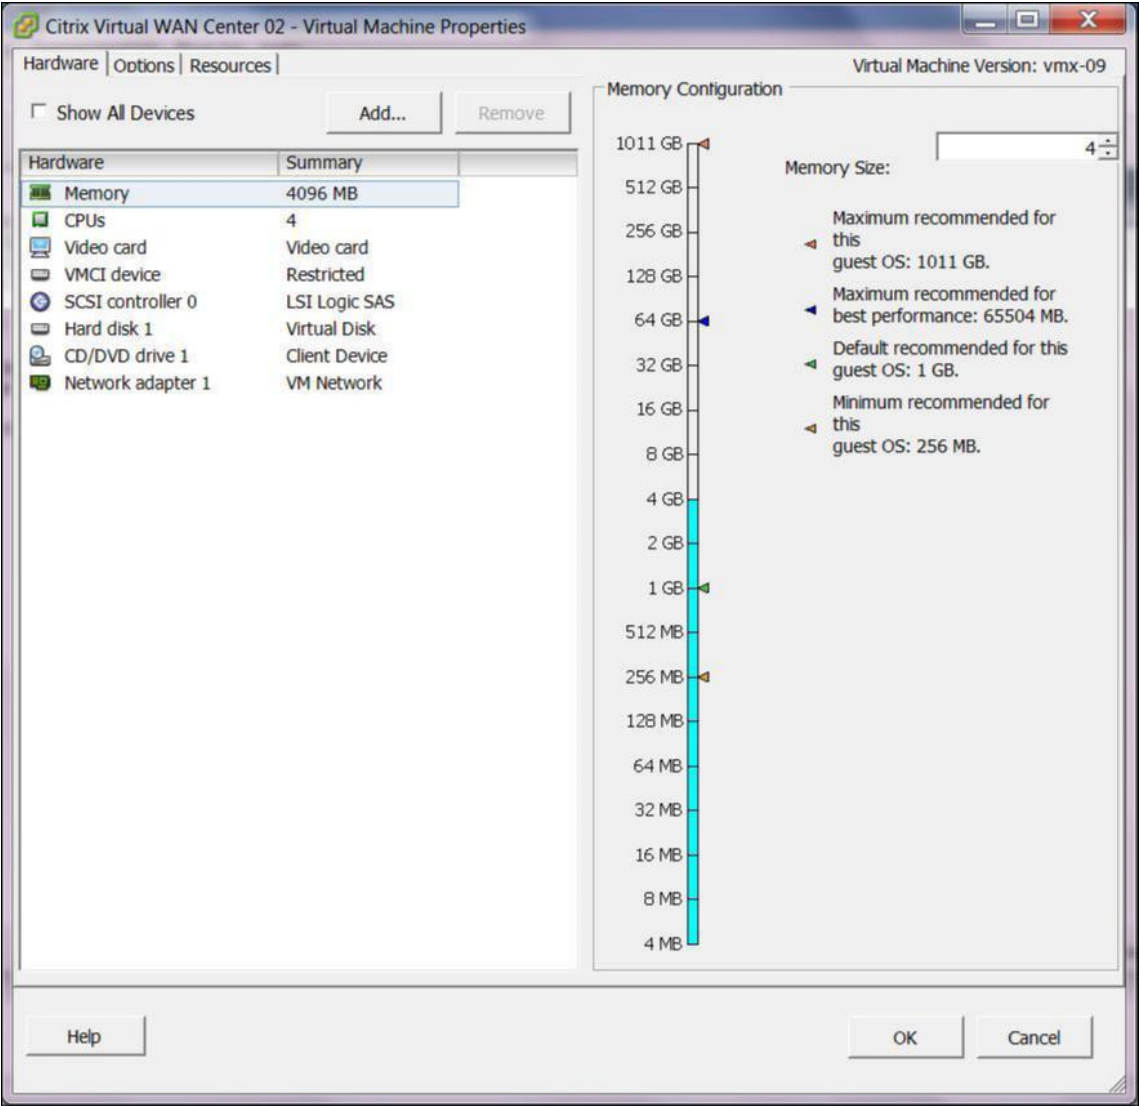 Citrix Virtual WAN Center 02 - Virtual Machine Properties
Hardware Options Resources
Virtual Machine Version: vmx-09
Show All Devices
Add...
Remove
Hardware Summary
Memory 4096 MB
CPUs 4
Video card Video card
VMCI device Restricted
SCSI controller 0 LSI Logic SAS
Hard disk 1 Virtual Disk
CD/DVD drive 1 Client Device
Network adapter 1 VM Network
Memory Configuration
1011 GB
512 GB
256 GB
128 GB
64 GB
32 GB
16 GB
8 GB
4 GB
2 GB
1 GB
512 MB
256 MB
128 MB
64 MB
32 MB
16 MB
8 MB
4 MB
Memory Size:
4
Maximum recommended for
this
guest OS: 1011 GB.
Maximum recommended for
best performance: 65504 MB.
Default recommended for this
guest OS: 1 GB.
Minimum recommended for
this
guest OS: 256 MB.
Help
OK
Cancel